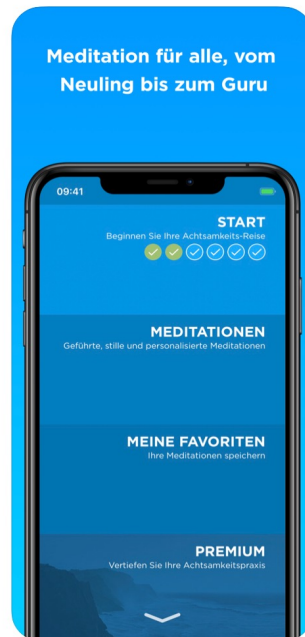 Meditation für alle, vom
Neuling bis zum Guru
09:41
START
Beginnen Sie Ihre Achtsamkeits-Reise
MEDITATIONEN
Geführte, stille und personalisierte Meditationen
MEINE FAVORITEN
Ihre Meditationen speichern
PREMIUM
Vertiefen Sie Ihre Achtsamkeitspraxis